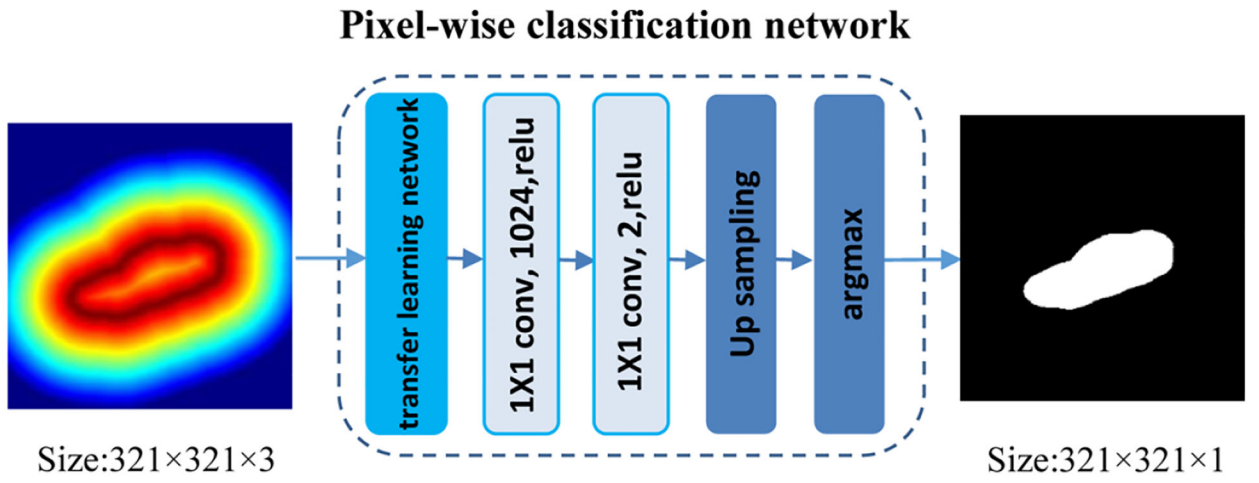 Pixel-wise classification network
transfer learning network
1X1 conv, 1024,relu
1X1 conv, 2,relu
Up sampling
argmax
Size:321×321×3
Size:321×321×1